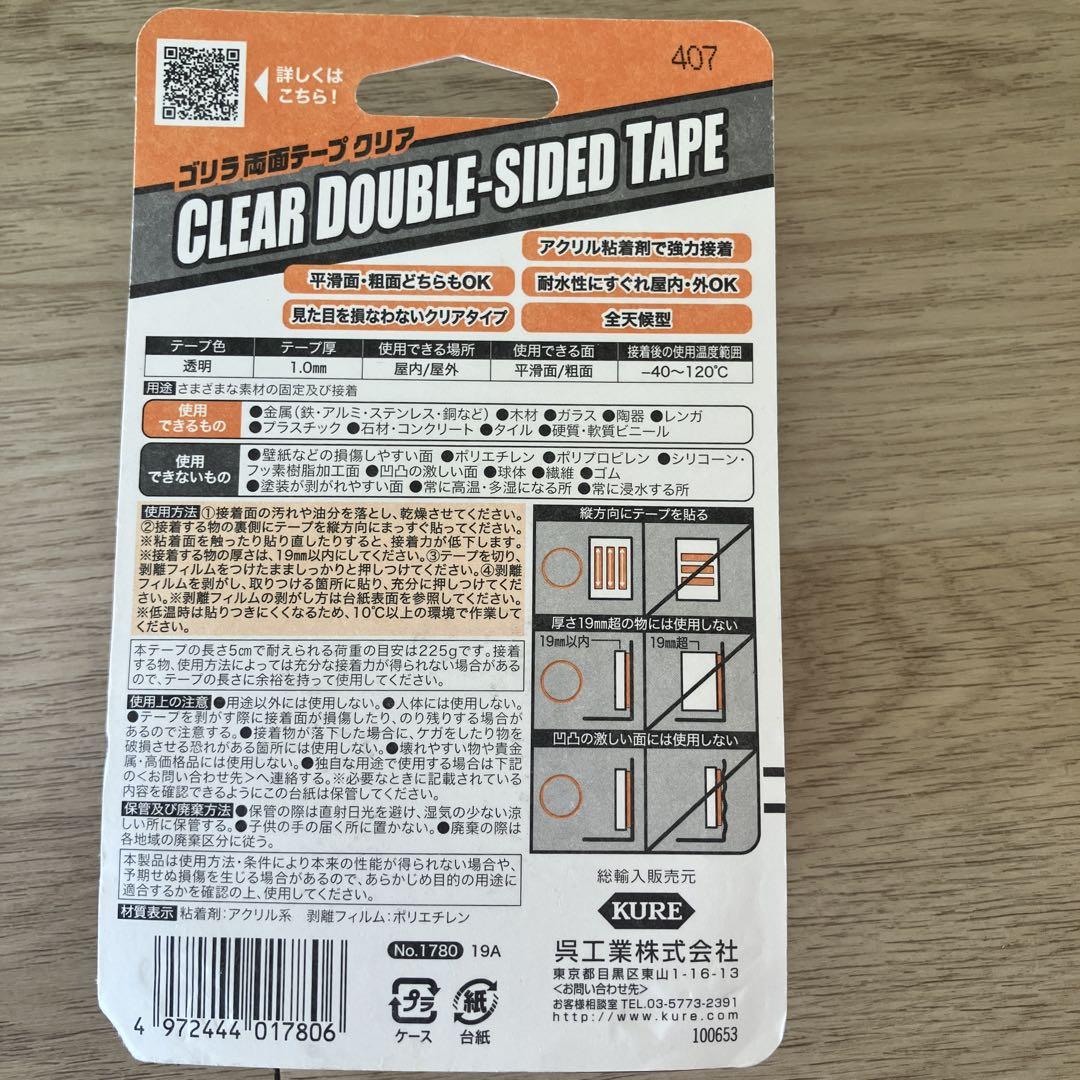 407
詳しくは
こちら！
ゴリラ 両面テープ クリア
CLEAR DOUBLE-SIDED TAPE
アクリル粘着剤で強力接着
平滑面・粗面どちらもOK
耐水性にすぐれ屋内・外OK
見た目を損なわないクリアタイプ
全天候型
テープ色 テープ厚 使用できる場所 使用できる面 接着後の使用温度範囲
透明 1.0mm 屋内/屋外 平滑面/粗面 −40〜120℃
用途 さまざまな素材の固定及び接着
使用
できるもの
●金属（鉄・アルミ・ステンレス・銅など）●木材 ●ガラス ●陶器 ●レンガ
●プラスチック ●石材・コンクリート ●タイル ●硬質・軟質ビニール
使用
できないもの
●壁紙などの損傷しやすい面 ●ポリエチレン ●ポリプロピレン ●シリコーン・
フッ素樹脂加工面 ●凹凸の激しい面 ●球体 ●繊維 ●ゴム
●塗装が剥がれやすい面 ●常に高温・多湿になる所 ●常に浸水する所
使用方法 ①接着面の汚れや油分を落とし、乾燥させてください。
②接着する物の裏側にテープを縦方向にまっすぐ貼ってください。
※粘着面を触ったり貼り直したりすると、接着力が低下します。
※接着する物の厚さは、19mm以内にしてください。③テープを切り、
剥離フィルムをつけたまましっかりと押しつけてください。④剥離
フィルムを剥がし、取りつける箇所に貼り、充分に押しつけてくださ
い。※剥離フィルムの剥がし方は台紙表面を参照してください。
※低温時は貼りつきにくくなるため、10℃以上の環境で作業して
ください。
本テープの長さ5cmで耐えられる荷重の目安は225gです。接着
する物、使用方法によっては充分な接着力が得られない場合がある
ので、テープの長さに余裕を持って使用してください。
使用上の注意 ●用途以外には使用しない。●人体には使用しない。
●テープを剥がす際に接着面が損傷したり、のり残りする場合が
あるので注意する。●接着物が落下した場合に、ケガをしたり物を
破損させる恐れがある箇所には使用しない。●壊れやすい物や貴金
属・高価格品には使用しない。●独自な用途で使用する場合は下記
の<お問い合わせ先>へ連絡する。※必要なときに記載されている
内容を確認できるようにこの台紙は保管してください。
保管及び廃棄方法 ●保管の際は直射日光を避け、湿気の少ない涼
しい所に保管する。●子供の手の届く所に置かない。●廃棄の際は
各地域の廃棄区分に従う。
本製品は使用方法・条件により本来の性能が得られない場合や、
予期せぬ損傷を生じる場合があるので、あらかじめ目的の用途に
適合するかを確認の上、使用してください。
材質表示 粘着剤：アクリル系 剥離フィルム：ポリエチレン
縦方向にテープを貼る
厚さ19mm超の物には使用しない
19mm以内 19mm超
凹凸の激しい面には使用しない
総輸入販売元
KURE
呉工業株式会社
東京都目黒区東山1-16-13
<お問い合わせ先>
お客様相談室 TEL.03-5773-2391
http://www.kure.com
100653
No.1780 19A
プラ 紙
ケース 台紙
4 972444 017806